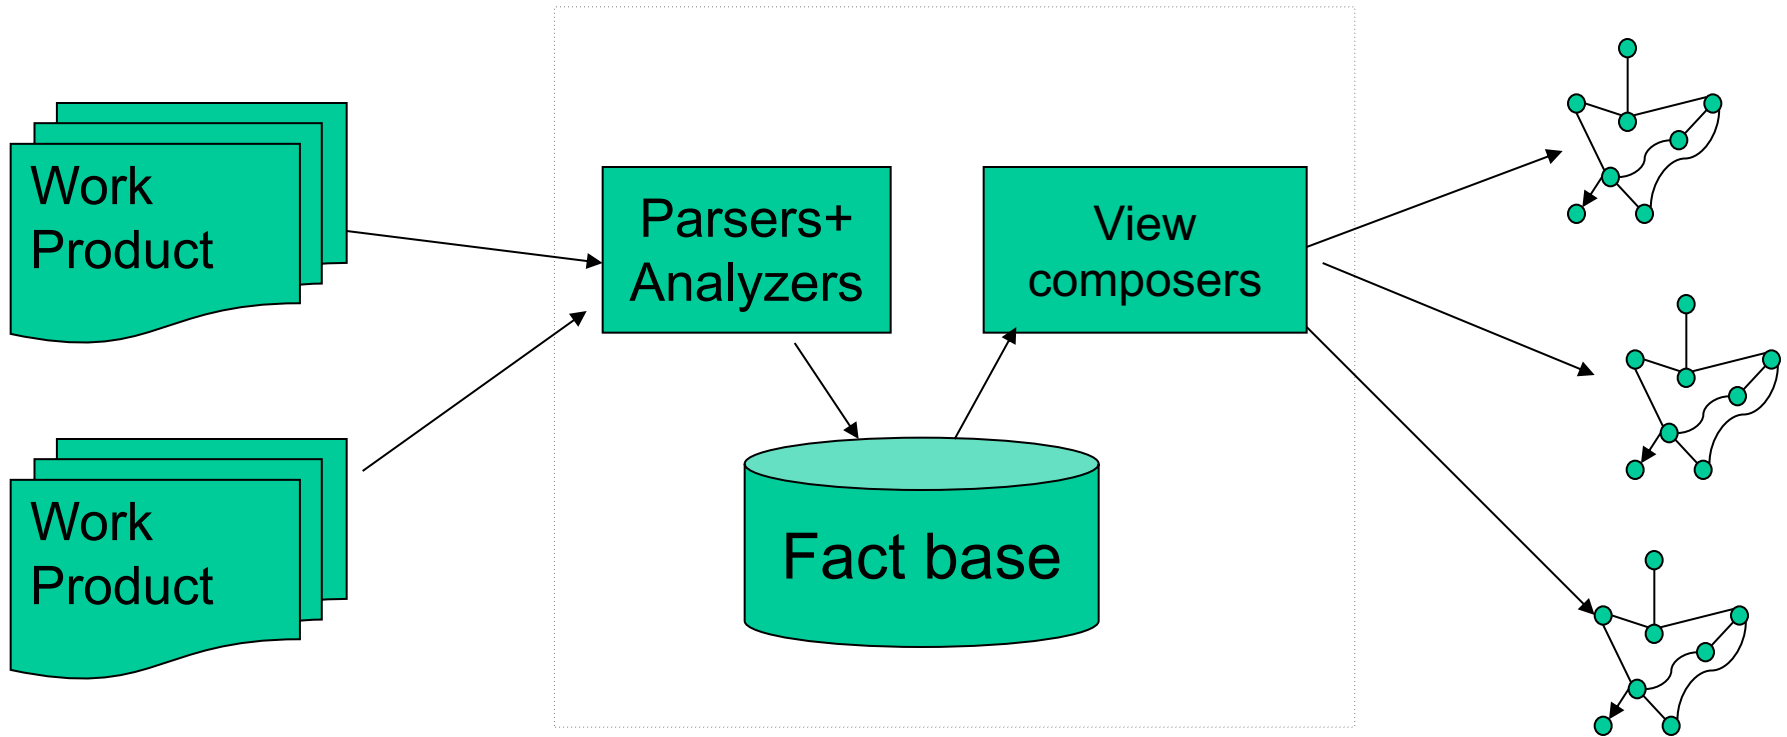 Work
Product
Parsers+
Analyzers
View
composers
Work
Product
Fact base